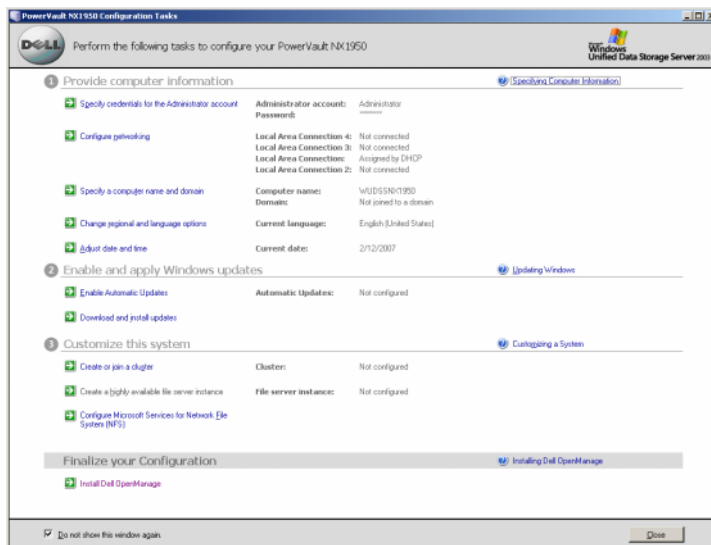 PowerVault NX1950 Configuration Tasks
DELL
Perform the following tasks to configure your PowerVault NX1950
Microsoft
Windows
Unified Data Storage Server 2003
1 Provide computer information
Specifying Computer Information
Specify credentials for the Administrator account
Administrator account: Administrator
Password: ********
Configure networking
Local Area Connection 4: Not connected
Local Area Connection 3: Not connected
Local Area Connection: Assigned by DHCP
Local Area Connection 2: Not connected
Specify a computer name and domain
Computer name: WUDSSNX1950
Domain: Not joined to a domain
Change regional and language options
Current language: English (United States)
Adjust date and time
Current date: 2/12/2007
2 Enable and apply Windows updates
Updating Windows
Enable Automatic Updates
Automatic Updates: Not configured
Download and install updates
3 Customize this system
Customizing a System
Create or join a cluster
Cluster: Not configured
Create a highly available file server instance
File server instance: Not configured
Configure Microsoft Services for Network File
System (NFS)
Finalize your Configuration
Installing Dell OpenManage
Install Dell OpenManage
Do not show this window again.
Close